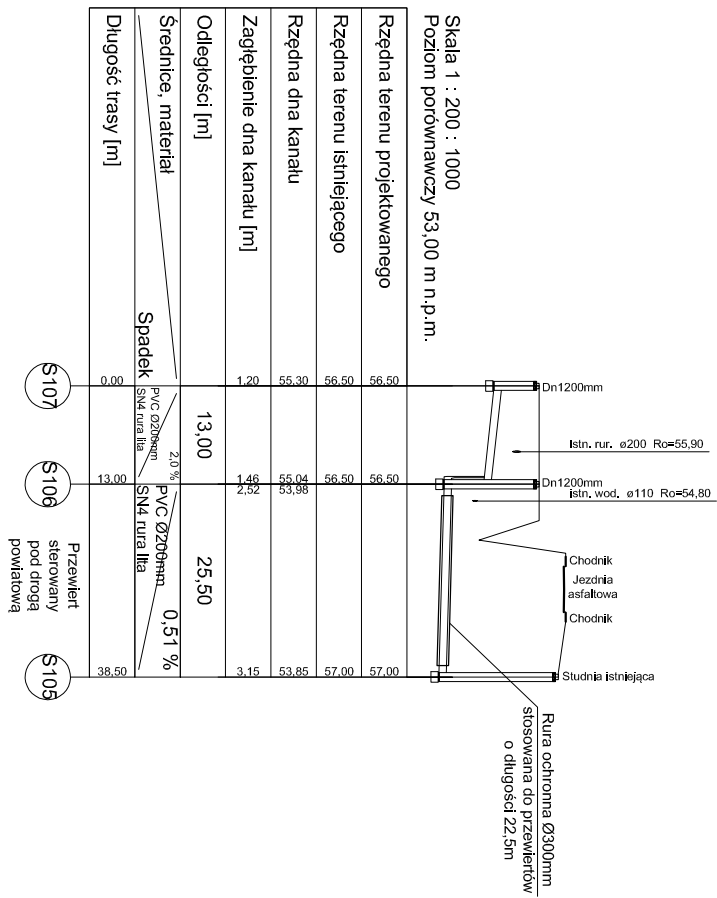 Skala 1 : 200 : 1000
Poziom porównawczy 53,00 m n.p.m.
Dn1200mm
Istn. rur. ø200 Ro=55,90
Dn1200mm
istn. wod. ø110 Ro=54,80
Chodnik
Jezdnia
asfaltowa
Chodnik
Studnia istniejąca
Rura ochronna Ø300mm
stosowana do przewiertów
o długości 22,5m
Rzędna terenu projektowanego
56,50
56,50
57,00
Rzędna terenu istniejącego
56,50
56,50
57,00
Rzędna dna kanału
55,30
55,04
53,98
53,85
Zagłębienie dna kanału [m]
1,20
1,46
2,52
3,15
Odległości [m]
13,00
25,50
Średnice, materiał
Spadek
PVC Ø200mm
SN4 rura lita
2,0 %
PVC Ø200mm
SN4 rura lita
0,51 %
Długość trasy [m]
0,00
13,00
38,50
S107
S106
S105
Przewiert
sterowany
pod drogą
powiatową